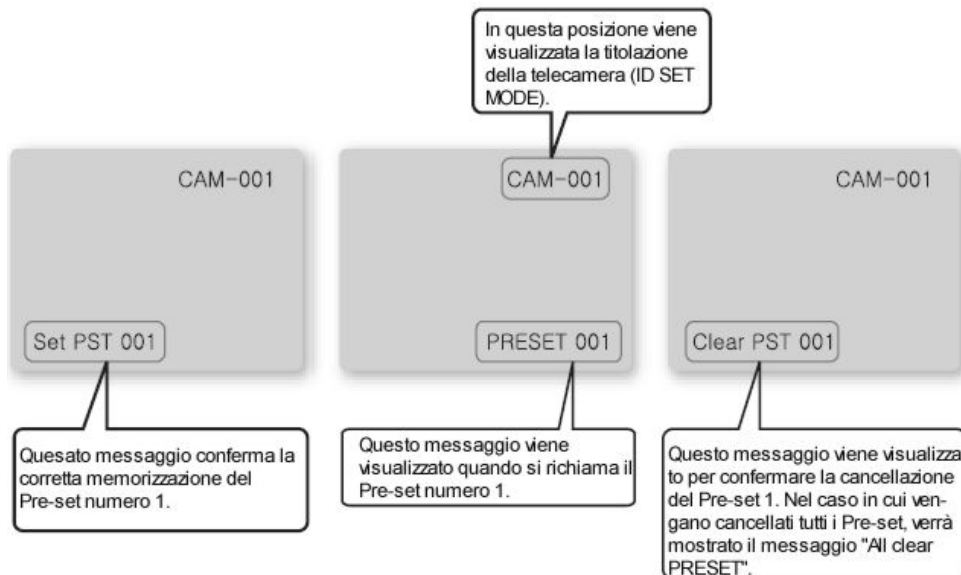 In questa posizione viene
visualizzata la titolazione
della telecamera (ID SET
MODE).
CAM-001
CAM-001
CAM-001
Set PST 001
PRESET 001
Clear PST 001
Quesato messaggio conferma la
corretta memorizzazione del
Pre-set numero 1.
Questo messaggio viene
visualizzato quando si richiama il
Pre-set numero 1.
Questo messaggio viene visualizza
to per confermare la cancellazione
del Pre-set 1. Nel caso in cui ven-
gano cancellati tutti i Pre-set, verrà
mostrato il messaggio "All clear
PRESET".